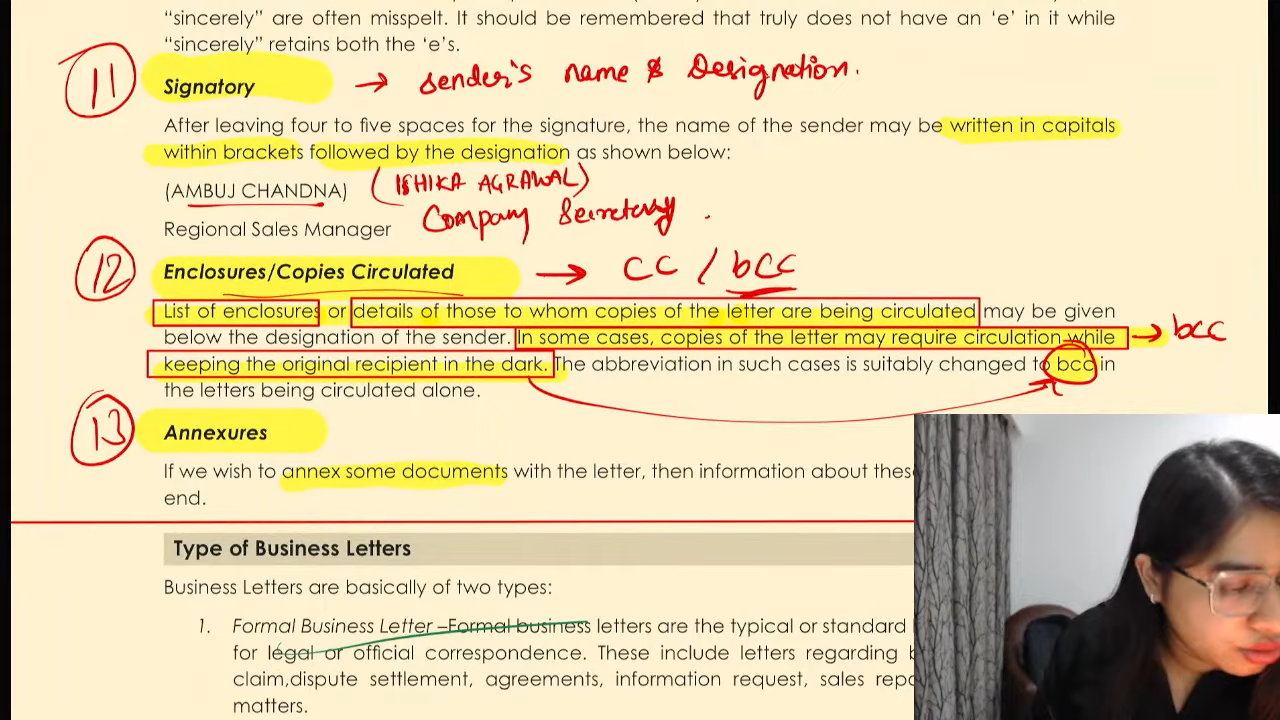 "sincerely" are often misspelt. It should be remembered that truly does not have an 'e' in it while
"sincerely" retains both the 'e's.
11 Signatory → Sender's name & Designation.
After leaving four to five spaces for the signature, the name of the sender may be written in capitals
within brackets followed by the designation as shown below:
(AMBUJ CHANDNA) (ISHIKA AGRAWAL)
Regional Sales Manager Company Secretary.
12 Enclosures/Copies Circulated → CC / bcc
List of enclosures or details of those to whom copies of the letter are being circulated may be given
below the designation of the sender. In some cases, copies of the letter may require circulation while → bcc
keeping the original recipient in the dark. The abbreviation in such cases is suitably changed to bcc in
the letters being circulated alone.
13 Annexures
If we wish to annex some documents with the letter, then information about these
end.
Type of Business Letters
Business Letters are basically of two types:
1. Formal Business Letter –Formal business letters are the typical or standard
for legal or official correspondence. These include letters regarding
claim,dispute settlement, agreements, information request, sales
matters.